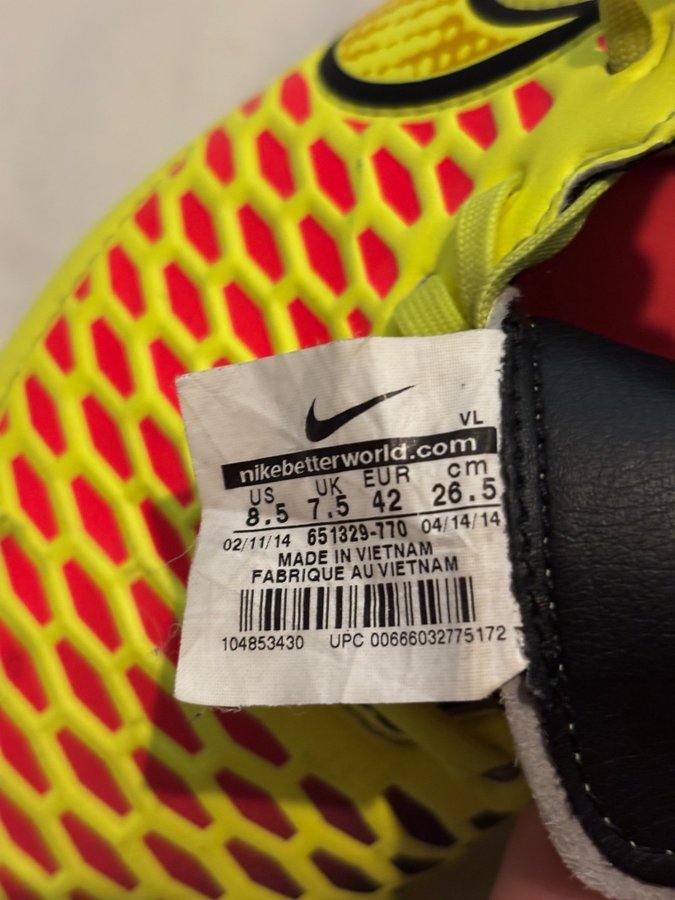 VL
nikebetterworld.com
US UK EUR cm
8.5 7.5 42 26.5
02/11/14 651329-770 04/14/14
MADE IN VIETNAM
FABRIQUE AU VIETNAM
104853430 UPC 00666032775172